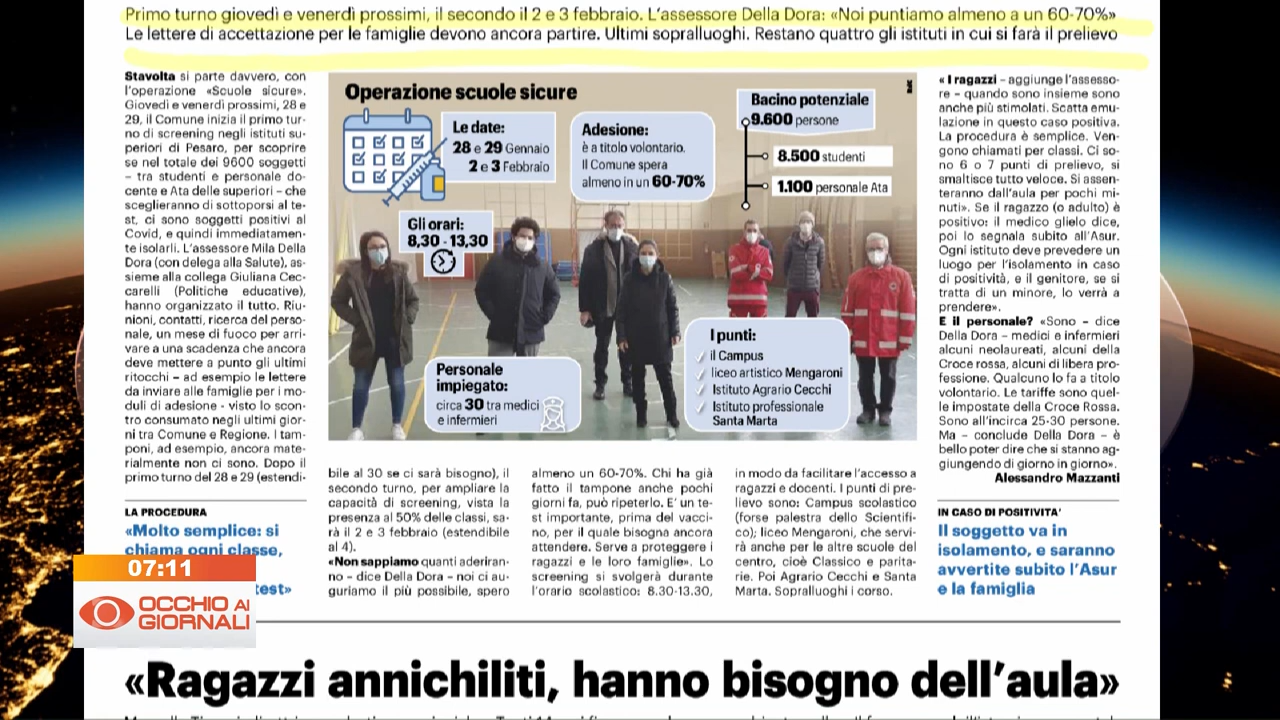 Primo turno giovedì e venerdì prossimi, il secondo il 2 e 3 febbraio. L'assessore Della Dora: «Noi puntiamo almeno a un 60-70%»
Le lettere di accettazione per le famiglie devono ancora partire. Ultimi sopralluoghi. Restano quattro gli istituti in cui si farà il prelievo
Stavolta si parte davvero, con
l'operazione «Scuole sicure».
Giovedì e venerdì prossimi, 28 e
29, il Comune inizia il primo tur-
no di screening negli istituti su-
periori di Pesaro, per scoprire
se nel totale dei 9600 soggetti
– tra studenti e personale do-
cente e Ata delle superiori – che
sceglieranno di sottoporsi al te-
st, ci sono soggetti positivi al
Covid, e quindi immediatamen-
te isolarli. L'assessore Mila Della
Dora (con delega alla Salute), as-
sieme alla collega Giuliana Cec-
carelli (Politiche educative),
hanno organizzato il tutto. Riu-
nioni, contatti, ricerca del perso-
nale, un mese di fuoco per arri-
vare a una scadenza che ancora
deve mettere a punto gli ultimi
ritocchi – ad esempio le lettere
da inviare alle famiglie per i mo-
duli di adesione - visto lo scon-
tro consumato negli ultimi gior-
ni tra Comune e Regione. I tam-
poni, ad esempio, ancora mate-
rialmente non ci sono. Dopo il
primo turno del 28 e 29 (estendi-
Operazione scuole sicure
Le date:
28 e 29 Gennaio
2 e 3 Febbraio
Adesione:
è a titolo volontario.
Il Comune spera
almeno in un 60-70%
Bacino potenziale
9.600 persone
8.500 studenti
1.100 personale Ata
Gli orari:
8,30 - 13,30
Personale
impiegato:
circa 30 tra medici
e infermieri
I punti:
il Campus
liceo artistico Mengaroni
Istituto Agrario Cecchi
Istituto professionale
Santa Marta
bile al 30 se ci sarà bisogno), il
secondo turno, per ampliare la
capacità di screening, vista la
presenza al 50% delle classi, sa-
rà il 2 e 3 febbraio (estendibile
al 4).
«Non sappiamo quanti aderiran-
no – dice Della Dora – noi ci au-
guriamo il più possibile, spero
almeno un 60-70%. Chi ha già
fatto il tampone anche pochi
giorni fa, può ripeterlo. E' un te-
st importante, prima del vacci-
no, per il quale bisogna ancora
attendere. Serve a proteggere i
ragazzi e le loro famiglie». Lo
screening si svolgerà durante
l'orario scolastico: 8.30-13.30,
in modo da facilitare l'accesso a
ragazzi e docenti. I punti di pre-
lievo sono: Campus scolastico
(forse palestra dello Scientifi-
co); liceo Mengaroni, che servi-
rà anche per le altre scuole del
centro, cioè Classico e parita-
rie. Poi Agrario Cecchi e Santa
Marta. Sopralluoghi i corso.
«I ragazzi – aggiunge l'assesso-
re – quando sono insieme sono
anche più stimolati. Scatta emu-
lazione in questo caso positiva.
La procedura è semplice. Ven-
gono chiamati per classi. Ci so-
no 6 o 7 punti di prelievo, si
smaltisce tutto veloce. Si assen-
teranno dall'aula per pochi mi-
nuti». Se il ragazzo (o adulto) è
positivo: il medico glielo dice,
poi lo segnala subito all'Asur.
Ogni istituto deve prevedere un
luogo per l'isolamento in caso
di positività, e il genitore, se si
tratta di un minore, lo verrà a
prendere».
E il personale? «Sono – dice
Della Dora – medici e infermieri
alcuni neolaureati, alcuni della
Croce rossa, alcuni di libera pro-
fessione. Qualcuno lo fa a titolo
volontario. Le tariffe sono quel-
le impostate della Croce Rossa.
Sono all'incirca 25-30 persone.
Ma – conclude Della Dora – è
bello poter dire che si stanno ag-
giungendo di giorno in giorno».
Alessandro Mazzanti
LA PROCEDURA
«Molto semplice: si
chiama ogni classe,
test»
IN CASO DI POSITIVITA'
Il soggetto va in
isolamento, e saranno
avvertite subito l'Asur
e la famiglia
07:11
OCCHIO AI
GIORNALI
«Ragazzi annichiliti, hanno bisogno dell'aula»